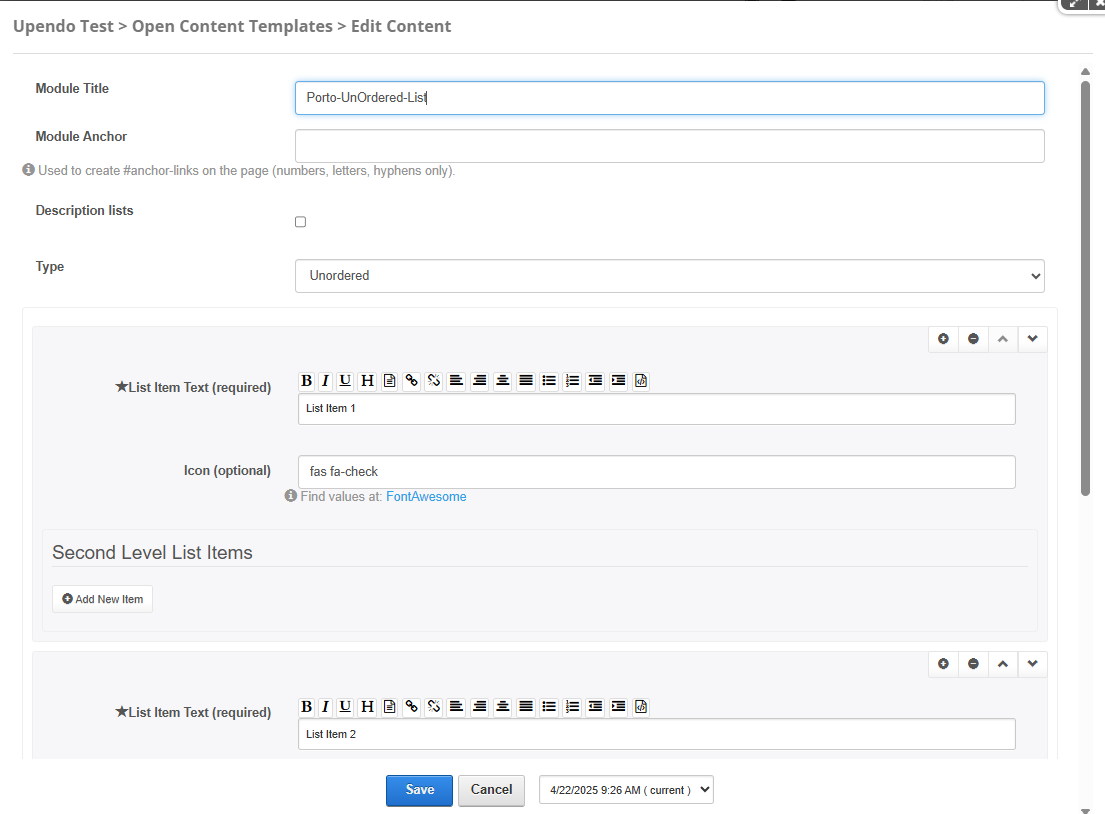 Upendo Test > Open Content Templates > Edit Content
Module Title
Porto-UnOrdered-List
Module Anchor
Used to create #anchor-links on the page (numbers, letters, hyphens only).
Description lists
Type
Unordered
★List Item Text (required)
B I U H
List Item 1
Icon (optional)
fas fa-check
Find values at: FontAwesome
Second Level List Items
Add New Item
★List Item Text (required)
B I U H
List Item 2
Save
Cancel
4/22/2025 9:26 AM ( current )